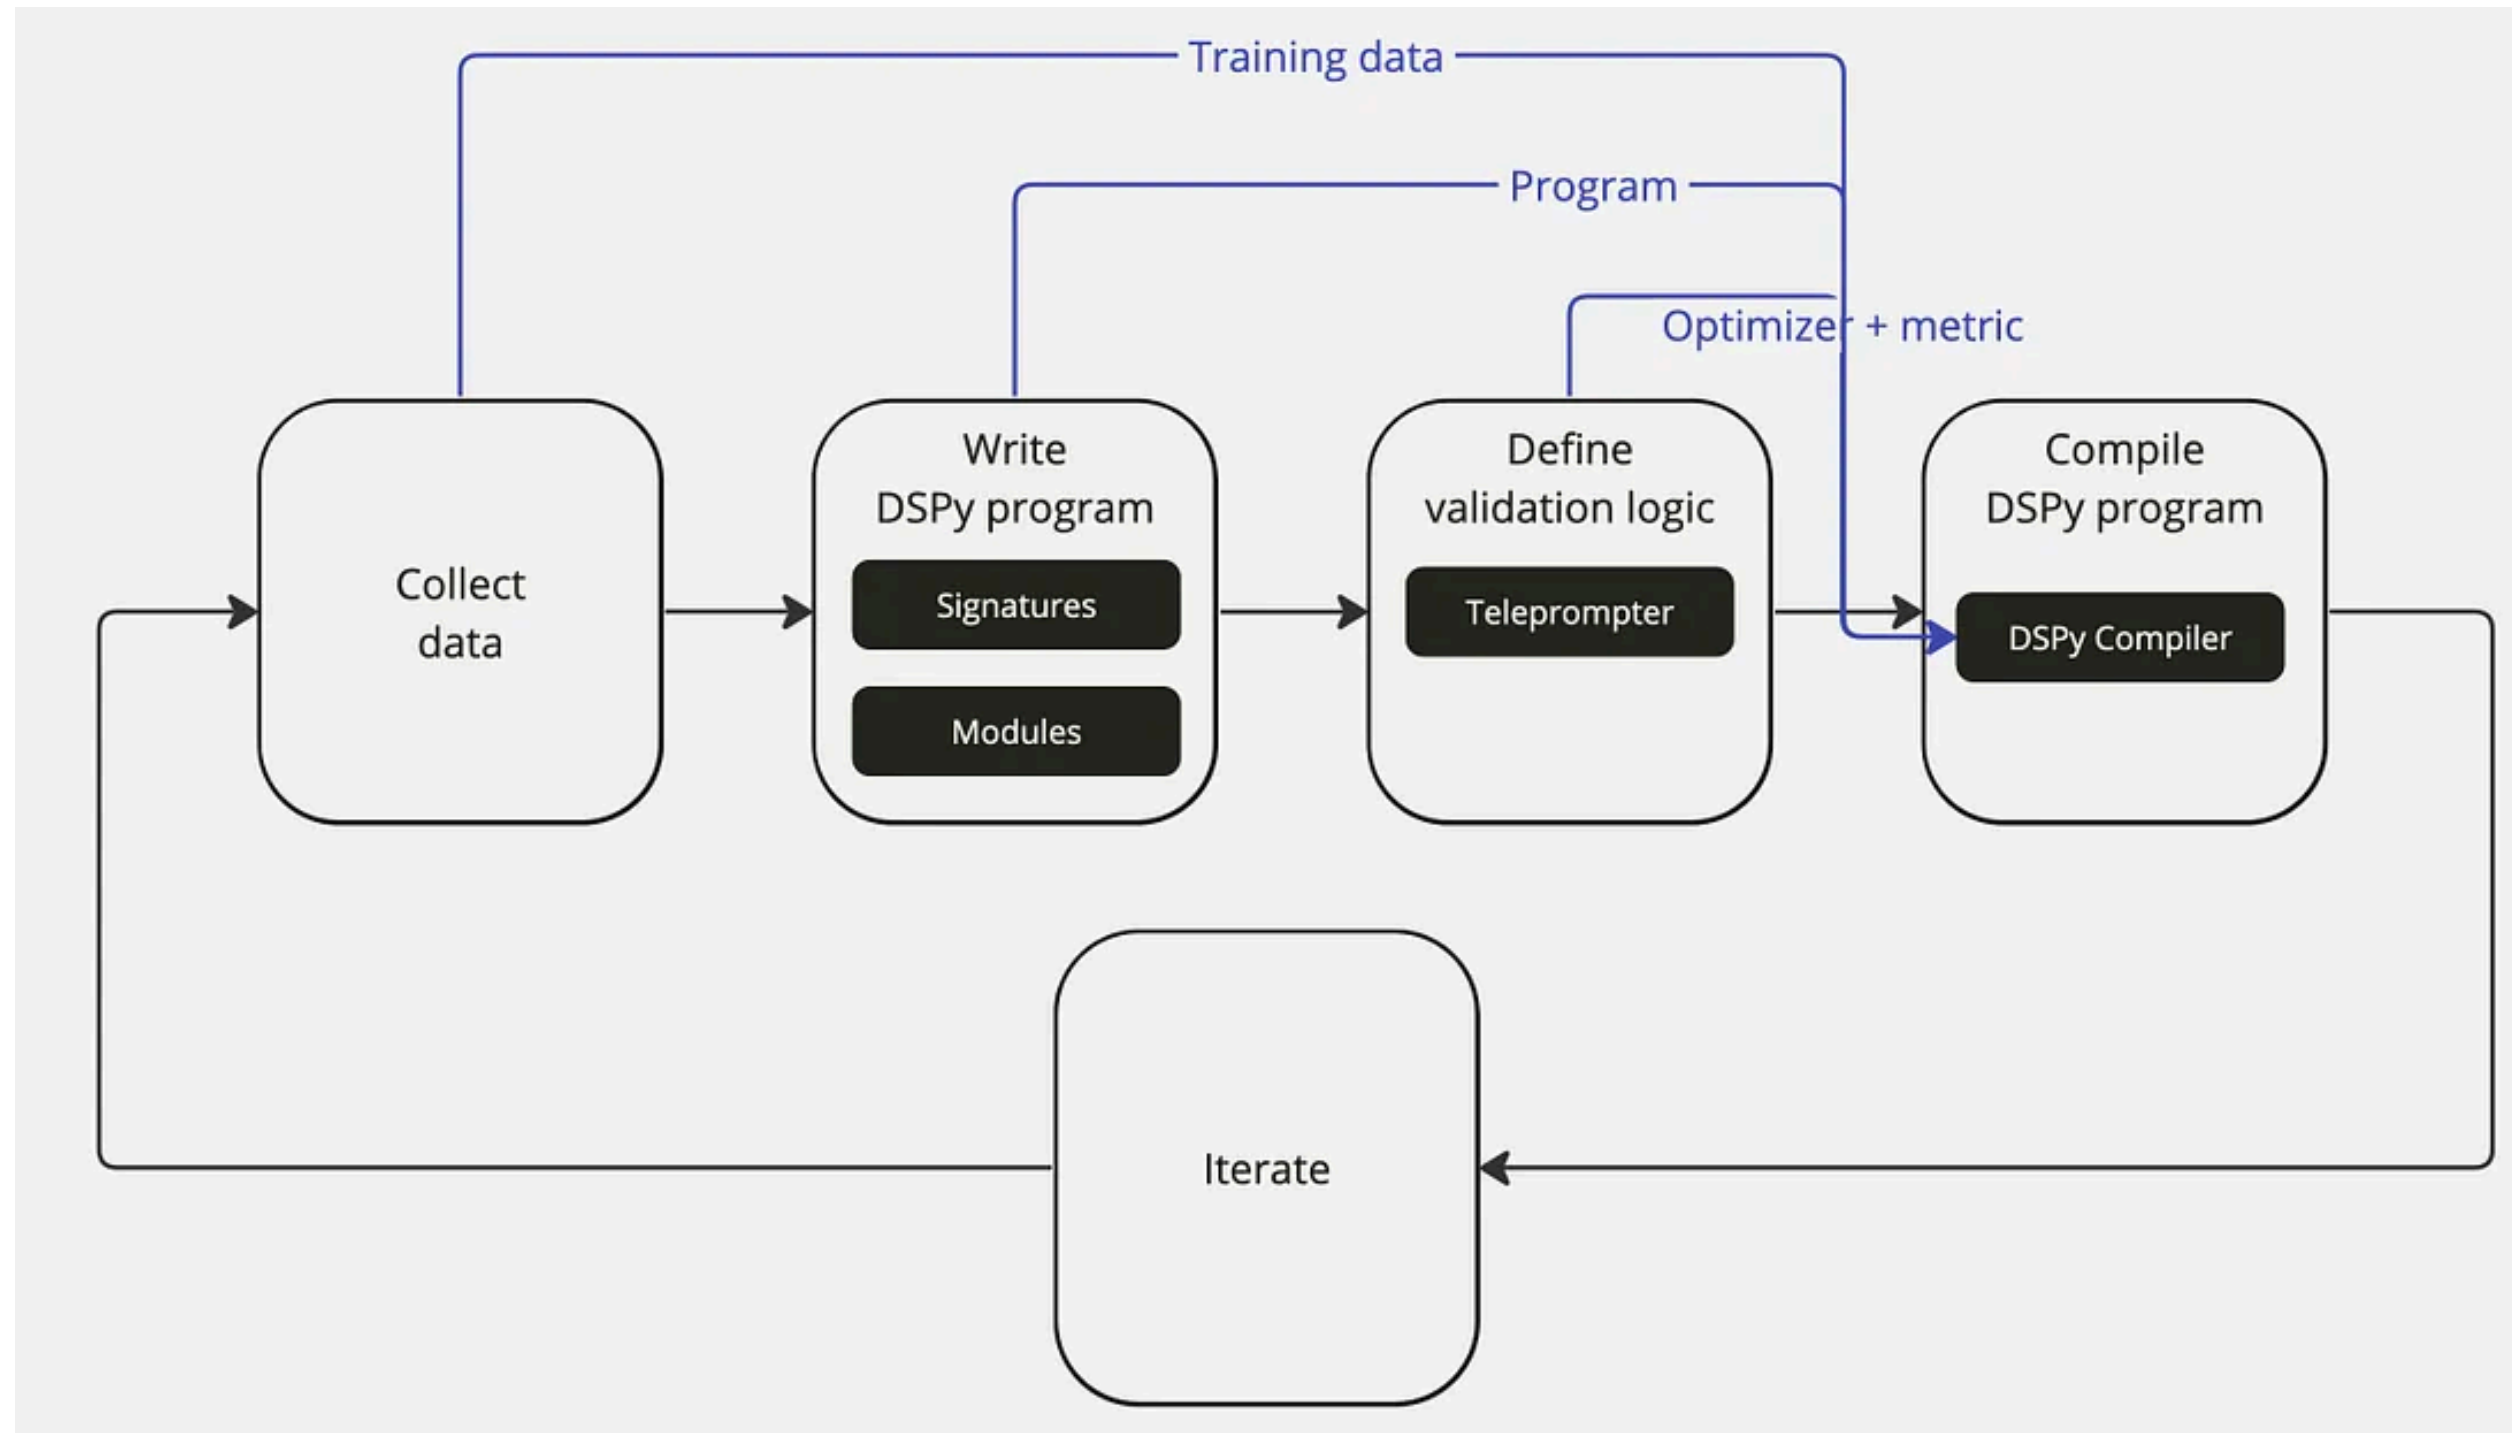 Training data
Program
Optimizer + metric
Collect
data
Write
DSPy program
Signatures
Modules
Define
validation logic
Teleprompter
Compile
DSPy program
DSPy Compiler
Iterate